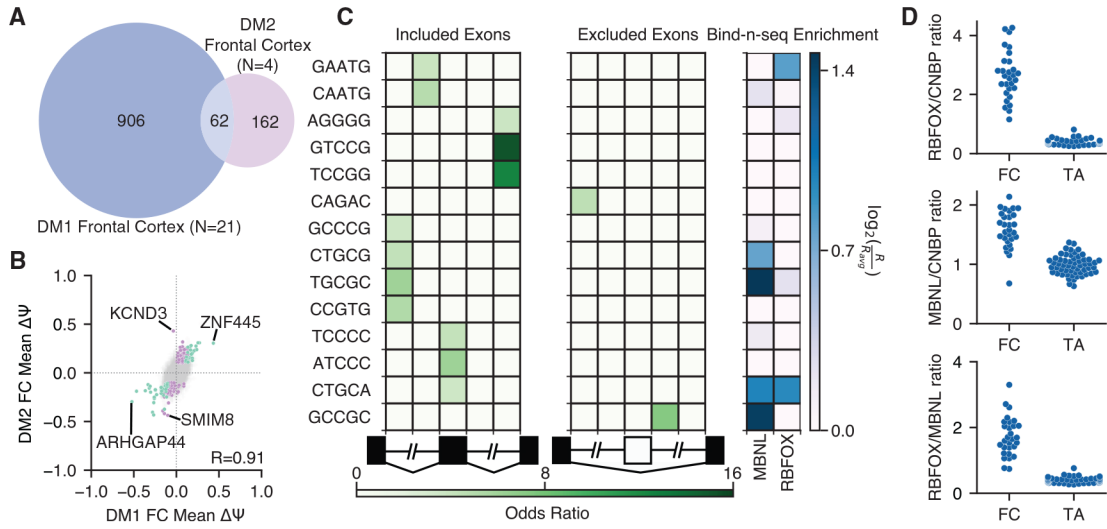 A
DM2
Frontal Cortex
(N=4)
906
62
162
DM1 Frontal Cortex (N=21)
B
1.0
0.5
0.0
−0.5
−1.0
DM2 FC Mean ΔΨ
KCND3
ZNF445
SMIM8
ARHGAP44
R=0.91
−1.0
−0.5
0.0
0.5
1.0
DM1 FC Mean ΔΨ
C
Included Exons
Excluded Exons
Bind-n-seq Enrichment
GAATG
CAATG
AGGGG
GTCCG
TCCGG
CAGAC
GCCCG
CTGCG
TGCGC
CCGTG
TCCCC
ATCCC
CTGCA
GCCGC
MBNL
RBFOX
1.4
0.7
0.0
log₂(R/Ravg)
0
8
16
Odds Ratio
D
RBFOX/CNBP ratio
4
2
0
FC
TA
MBNL/CNBP ratio
2
1
0
FC
TA
RBFOX/MBNL ratio
4
2
0
FC
TA